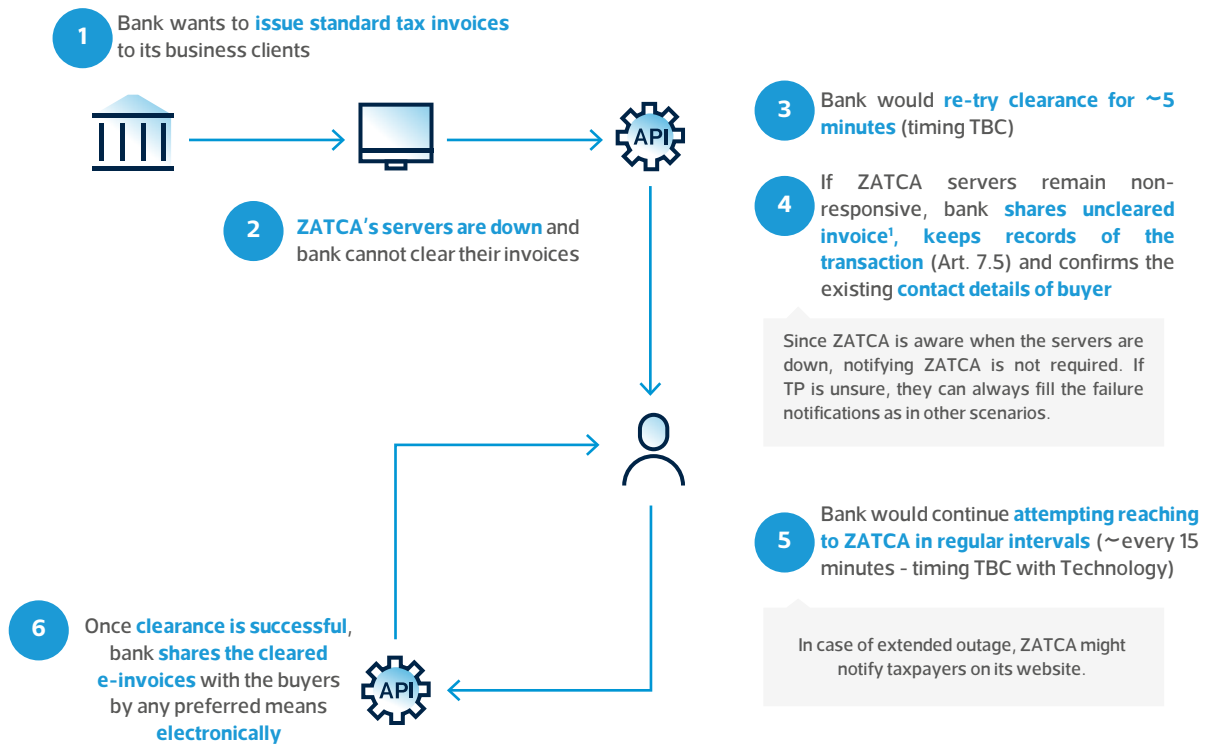 1
Bank wants to issue standard tax invoices
to its business clients
API
2
ZATCA's servers are down and
bank cannot clear their invoices
3
Bank would re-try clearance for ~5
minutes (timing TBC)
4
If ZATCA servers remain non-
responsive, bank shares uncleared
invoice¹, keeps records of the
transaction (Art. 7.5) and confirms the
existing contact details of buyer
Since ZATCA is aware when the servers are
down, notifying ZATCA is not required. If
TP is unsure, they can always fill the failure
notifications as in other scenarios.
5
Bank would continue attempting reaching
to ZATCA in regular intervals (~every 15
minutes - timing TBC with Technology)
In case of extended outage, ZATCA might
notify taxpayers on its website.
6
Once clearance is successful,
bank shares the cleared
e-invoices with the buyers
by any preferred means
electronically
API